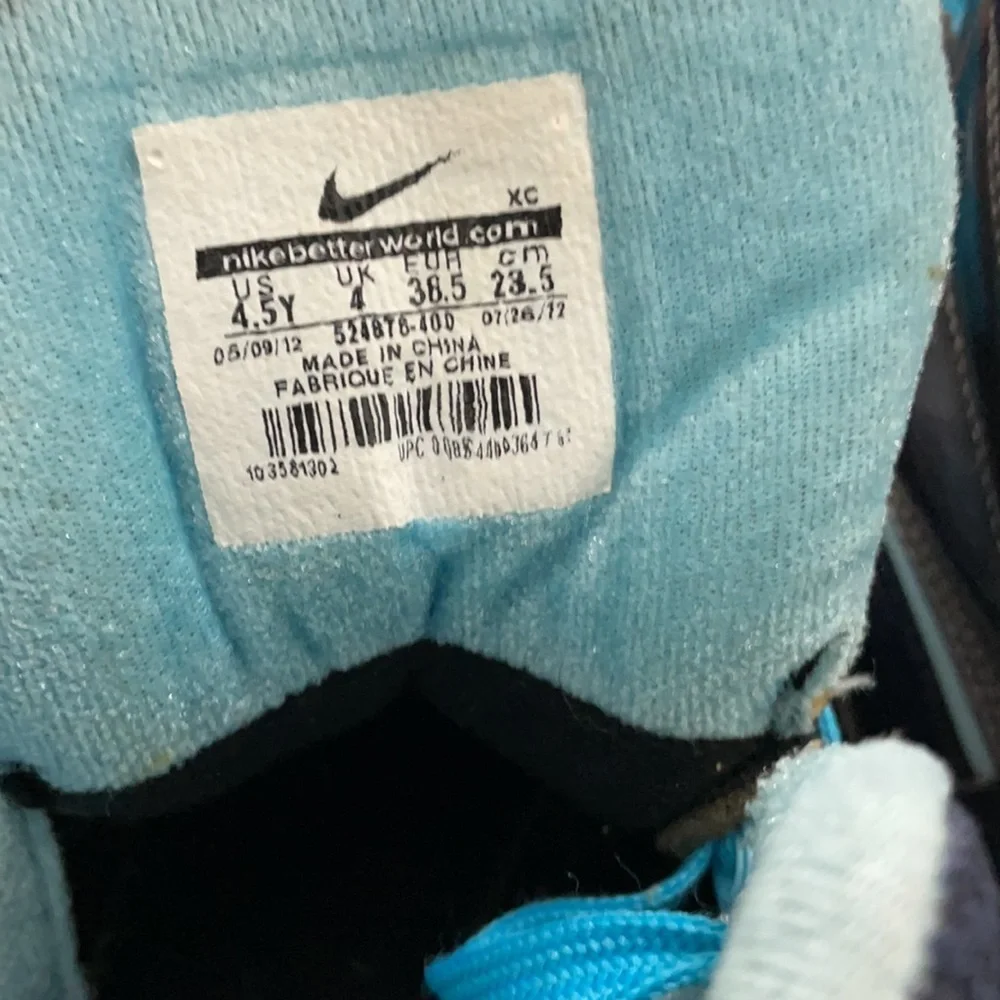 XC
nikebetterworld.com
US UK EUR cm
4.5Y 4 36.5 23.5
05/09/12 524876-400 07/26/12
MADE IN CHINA
FABRIQUE EN CHINE
UPC
103581302